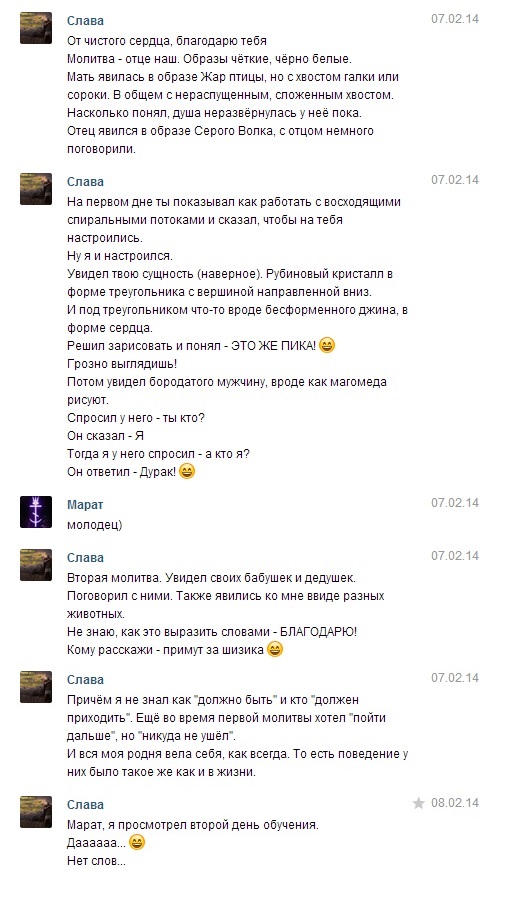 Слава
07.02.14
От чистого сердца, благодарю тебя
Молитва - отце наш. Образы чёткие, чёрно белые.
Мать явилась в образе Жар птицы, но с хвостом галки или
сороки. В общем с нераспущенным, сложенным хвостом.
Насколько понял, душа неразвёрнулась у неё пока.
Отец явился в образе Серого Волка, с отцом немного
поговорили.
Слава
07.02.14
На первом дне ты показывал как работать с восходящими
спиральными потоками и сказал, чтобы на тебя
настроились.
Ну я и настроился.
Увидел твою сущность (наверное). Рубиновый кристалл в
форме треугольника с вершиной направленной вниз.
И под треугольником что-то вроде бесформенного джина, в
форме сердца.
Решил зарисовать и понял - ЭТО ЖЕ ПИКА! 😄
Грозно выглядишь!
Потом увидел бородатого мужчину, вроде как магомеда
рисуют.
Спросил у него - ты кто?
Он сказал - Я
Тогда я у него спросил - а кто я?
Он ответил - Дурак! 😄
Марат
07.02.14
молодец)
Слава
07.02.14
Вторая молитва. Увидел своих бабушек и дедушек.
Поговорил с ними. Также явились ко мне ввиде разных
животных.
Не знаю, как это выразить словами - БЛАГОДАРЮ!
Кому расскажи - примут за шизика 😄
Слава
07.02.14
Причём я не знал как "должно быть" и кто "должен
приходить". Ещё во время первой молитвы хотел "пойти
дальше", но "никуда не ушёл".
И вся моя родня вела себя, как всегда. То есть поведение у
них было такое же как и в жизни.
Слава
08.02.14
Марат, я просмотрел второй день обучения.
Даааааа... 😄
Нет слов...